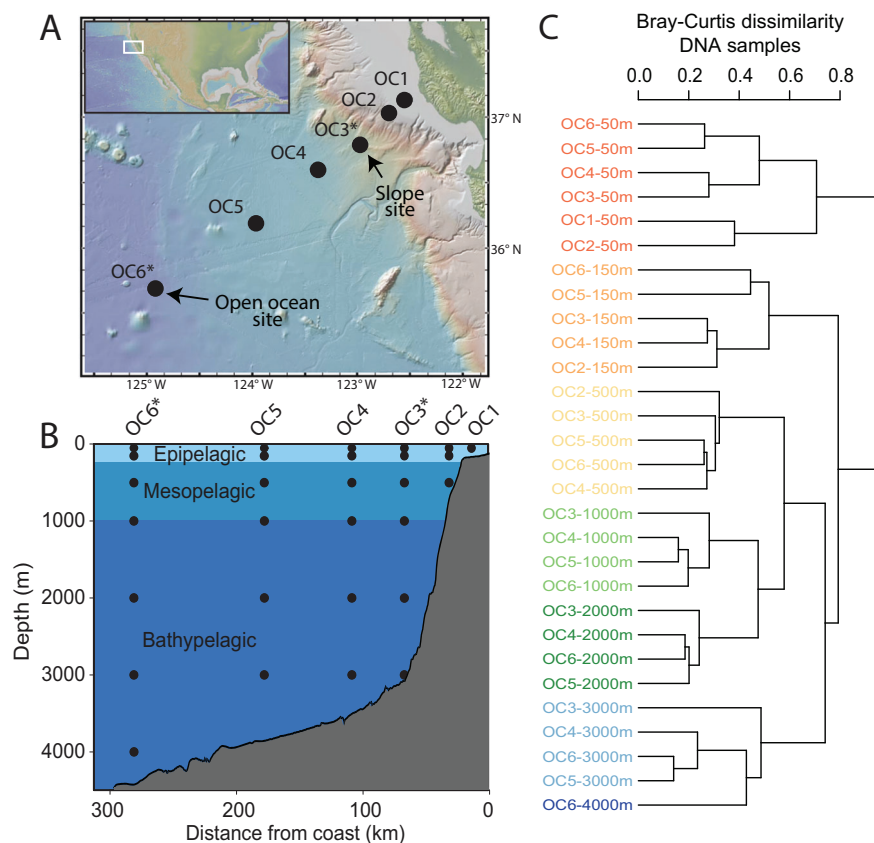 A
OC1
OC2
OC3*
OC4
Slope
site
OC5
OC6*
Open ocean
site
37°N
36°N
125°W
124°W
123°W
122°W
B
OC6*
OC5
OC4
OC3*
OC2
OC1
0
Epipelagic
Mesopelagic
1000
2000
Bathypelagic
3000
4000
Depth (m)
300
200
100
0
Distance from coast (km)
C
Bray-Curtis dissimilarity
DNA samples
0.0 0.2 0.4 0.6 0.8
OC6-50m
OC5-50m
OC4-50m
OC3-50m
OC1-50m
OC2-50m
OC6-150m
OC5-150m
OC3-150m
OC4-150m
OC2-150m
OC2-500m
OC3-500m
OC5-500m
OC6-500m
OC4-500m
OC3-1000m
OC4-1000m
OC5-1000m
OC6-1000m
OC3-2000m
OC4-2000m
OC6-2000m
OC5-2000m
OC3-3000m
OC4-3000m
OC6-3000m
OC5-3000m
OC6-4000m